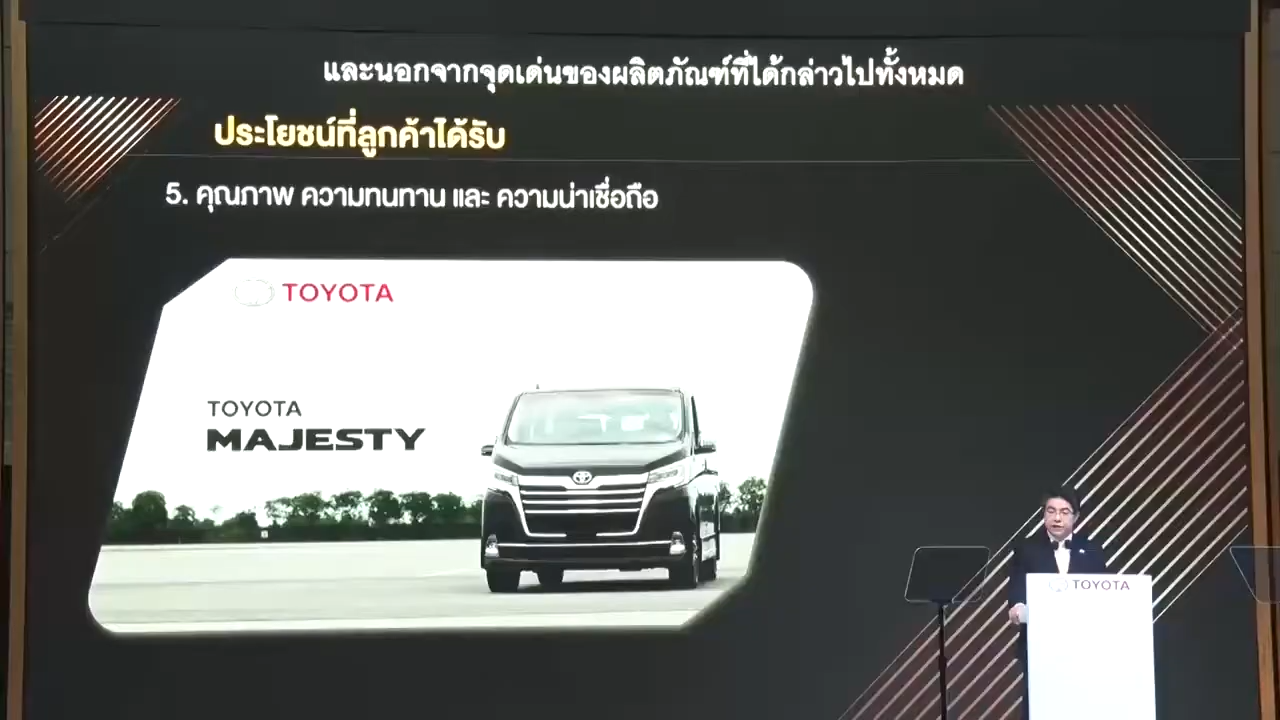 และนอกจากจุดเด่นของผลิตภัณฑ์ที่ได้กล่าวไปทั้งหมด
ประโยชน์ที่ลูกค้าได้รับ
5. คุณภาพ ความทนทาน และ ความน่าเชื่อถือ
TOYOTA
TOYOTA
MAJESTY
TOYOTA